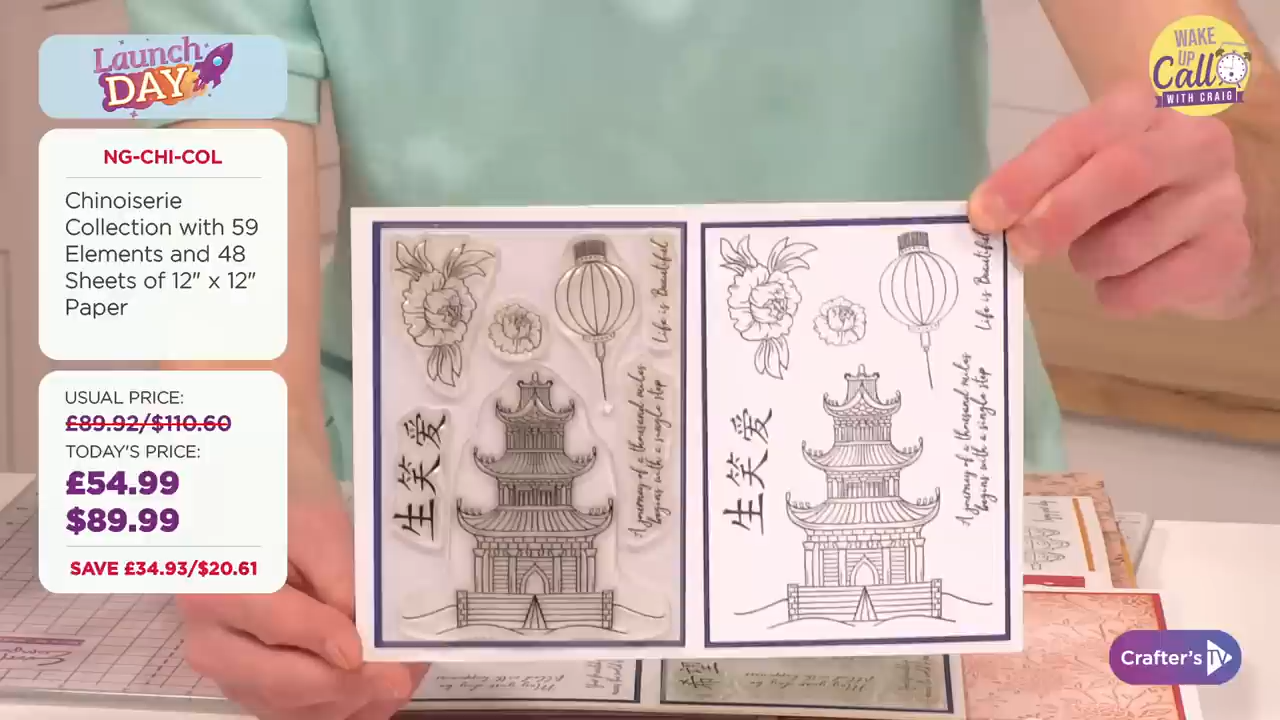 Launch
DAY
NG-CHI-COL
Chinoiserie
Collection with 59
Elements and 48
Sheets of 12" x 12"
Paper
USUAL PRICE:
£89.92/$110.60
TODAY'S PRICE:
£54.99
$89.99
SAVE £34.93/$20.61
WAKE
UP
Call
WITH CRAIG
Life is Beautiful
A journey of a thousand miles
begins with a single step
生笑爱
Life is Beautiful
A journey of a thousand miles
begins with a single step
生笑爱
Crafter's TV